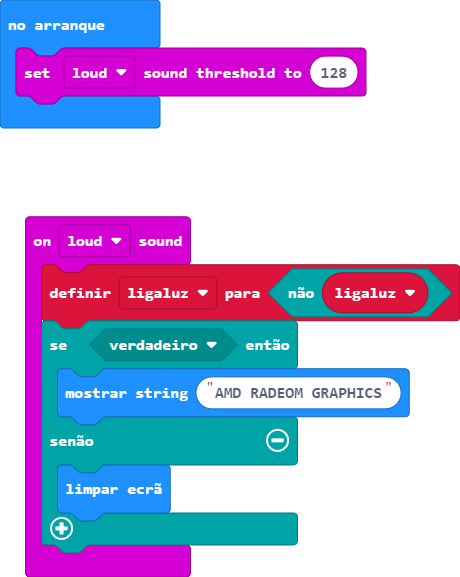 no arranque
set loud sound threshold to 128
on loud sound
definir ligaluz para não ligaluz
se verdadeiro então
mostrar string "AMD RADEOM GRAPHICS"
senão
limpar ecrã